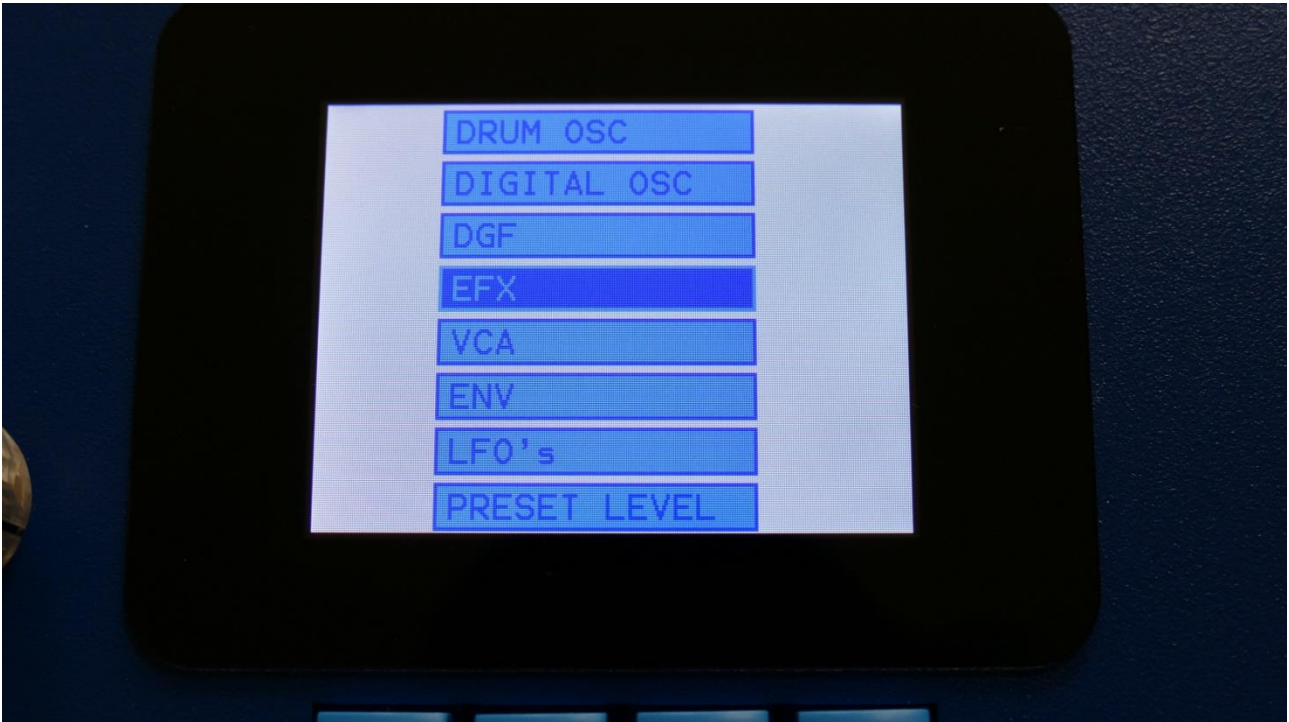 DRUM OSC
DIGITAL OSC
DGF
EFX
VCA
ENV
LFO's
PRESET LEVEL